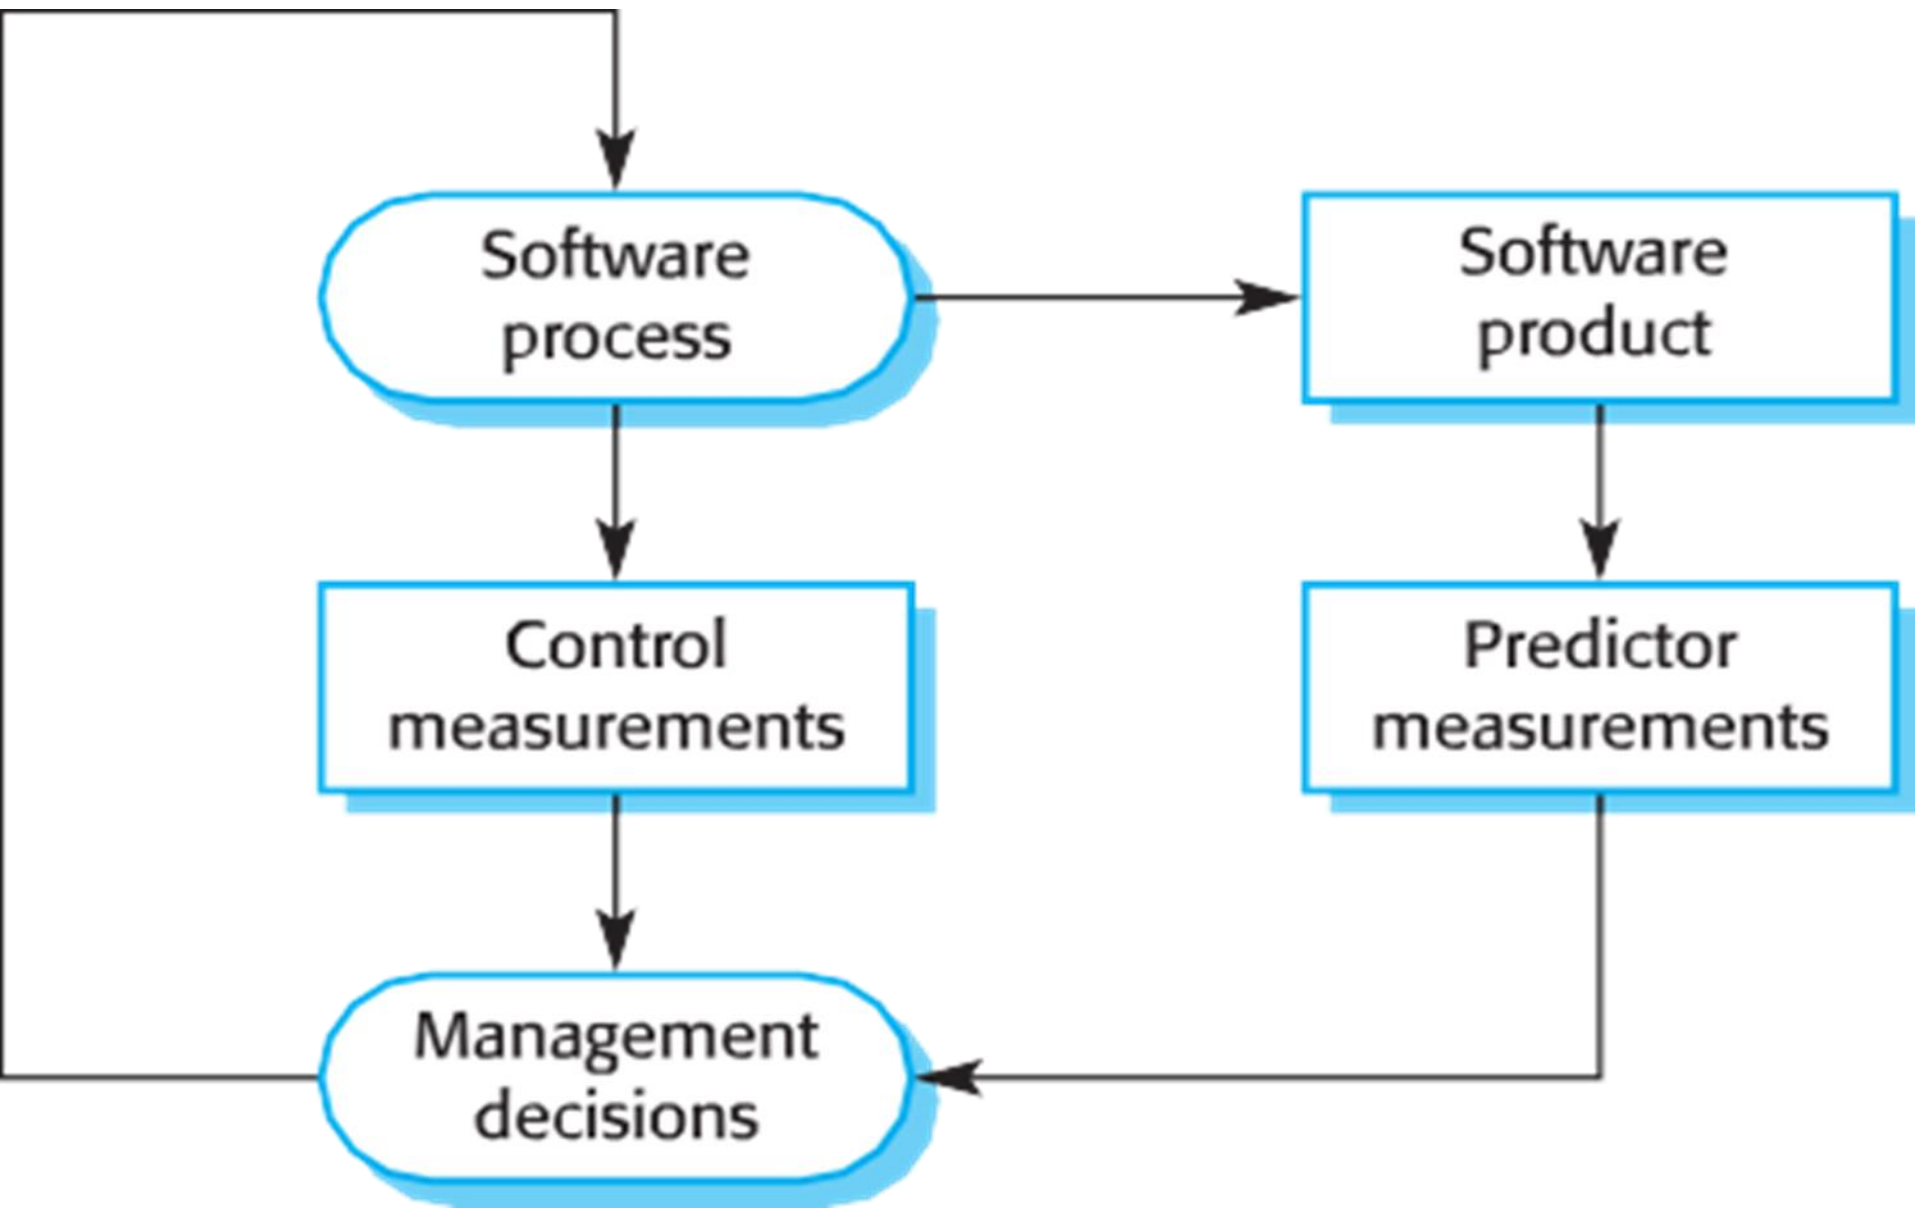 Software
process
Software
product
Control
measurements
Predictor
measurements
Management
decisions